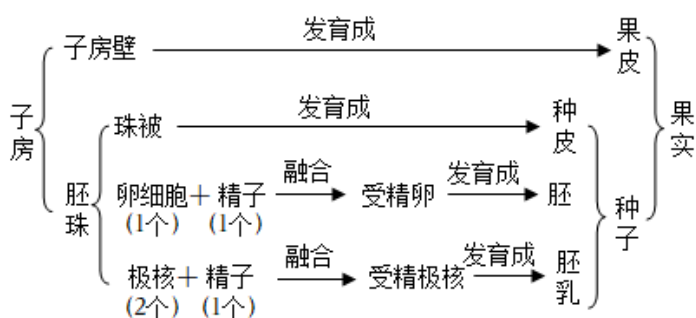 子房
子房壁 发育成 果皮
珠被 发育成 种皮
胚珠
卵细胞+精子 融合 受精卵 发育成 胚
(1个) (1个)
极核+精子 融合 受精极核 发育成 胚乳
(2个) (1个)
种子
果实